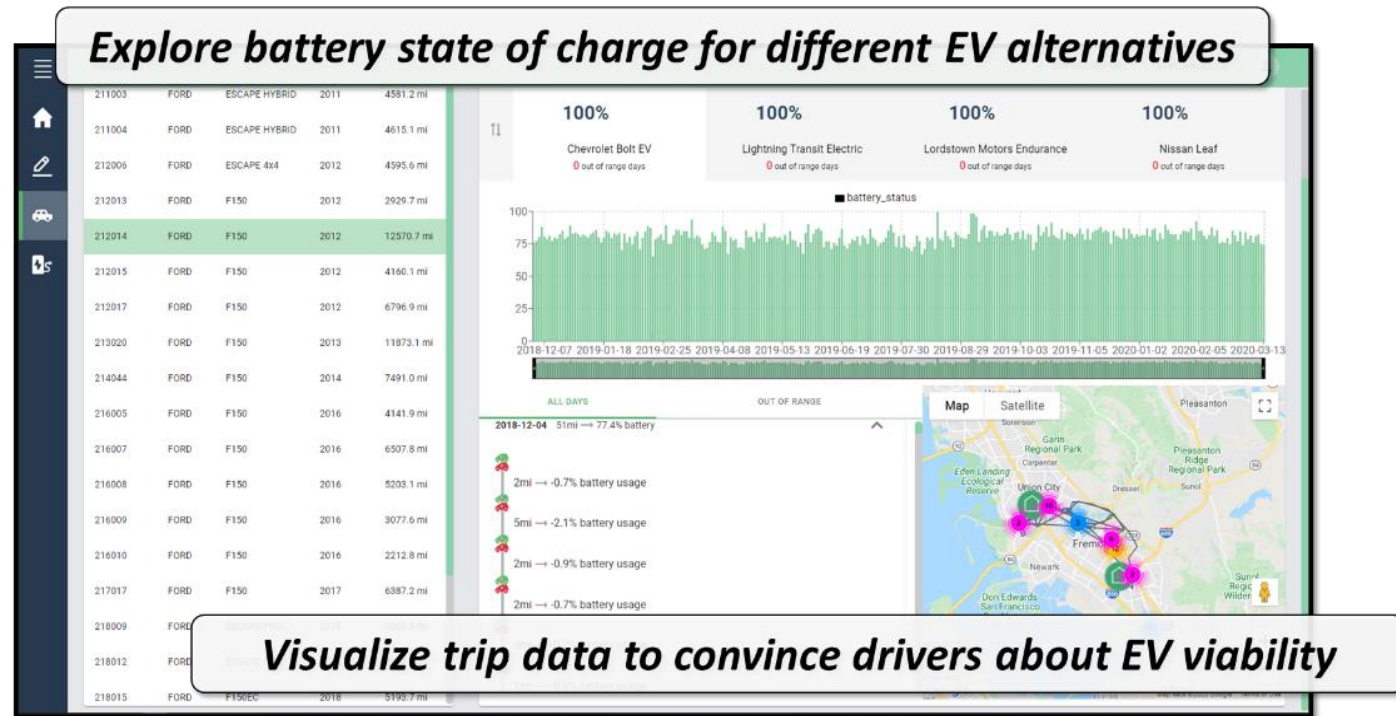 Explore battery state of charge for different EV alternatives
211003 FORD ESCAPE HYBRID 2011 4581.2 mi
211004 FORD ESCAPE HYBRID 2011 4615.1 mi
212006 FORD ESCAPE 4x4 2012 4595.6 mi
212013 FORD F150 2012 2929.7 mi
212014 FORD F150 2012 12570.7 mi
212015 FORD F150 2012 4160.1 mi
212017 FORD F150 2012 6796.9 mi
213020 FORD F150 2013 11873.1 mi
214044 FORD F150 2014 7491.0 mi
216005 FORD F150 2016 4141.9 mi
216007 FORD F150 2016 6507.8 mi
216008 FORD F150 2016 5203.1 mi
216009 FORD F150 2016 3077.6 mi
216010 FORD F150 2016 2212.8 mi
217017 FORD F150 2017 6387.2 mi
218009 FORD
218012 FORD
218015 FORD F150EC 2018 5193.7 mi
100% 100% 100% 100%
Chevrolet Bolt EV Lightning Transit Electric Lordstown Motors Endurance Nissan Leaf
0 out of range days 0 out of range days 0 out of range days 0 out of range days
battery_status
100
75
50
25
0
2018-12-07 2019-01-18 2019-02-25 2019-04-08 2019-05-13 2019-06-19 2019-07-30 2019-08-29 2019-10-03 2019-11-05 2020-01-02 2020-02-05 2020-03-13
ALL DAYS OUT OF RANGE
2018-12-04 51mi → 77.4% battery
2mi → -0.7% battery usage
5mi → -2.1% battery usage
2mi → -0.9% battery usage
2mi → -0.7% battery usage
Map Satellite
Pleasanton
Garin
Regional Park
Carpenter
Pleasanton
Ridge
Regional Park
Eden Landing
Ecological
Reserve
Union City
Dresser
Sunol
Newark
Don Edwards
San Francisco
Visualize trip data to convince drivers about EV viability